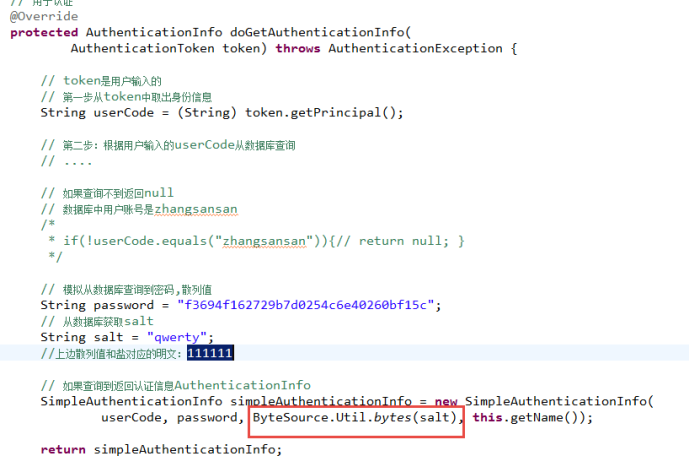 // 用于认证
@Override
protected AuthenticationInfo doGetAuthenticationInfo(
AuthenticationToken token) throws AuthenticationException {
// token是用户输入的
// 第一步从token中取出身份信息
String userCode = (String) token.getPrincipal();
// 第二步：根据用户输入的userCode从数据库查询
// ....
// 如果查询不到返回null
// 数据库中用户账号是zhangsansan
/*
* if(!userCode.equals("zhangsansan")){// return null; }
*/
// 模拟从数据库查询到密码,散列值
String password = "f3694f162729b7d0254c6e40260bf15c";
// 从数据库获取salt
String salt = "qwerty";
//上边散列值和盐对应的明文：111111
// 如果查询到返回认证信息AuthenticationInfo
SimpleAuthenticationInfo simpleAuthenticationInfo = new SimpleAuthenticationInfo(
userCode, password, ByteSource.Util.bytes(salt), this.getName());
return simpleAuthenticationInfo;